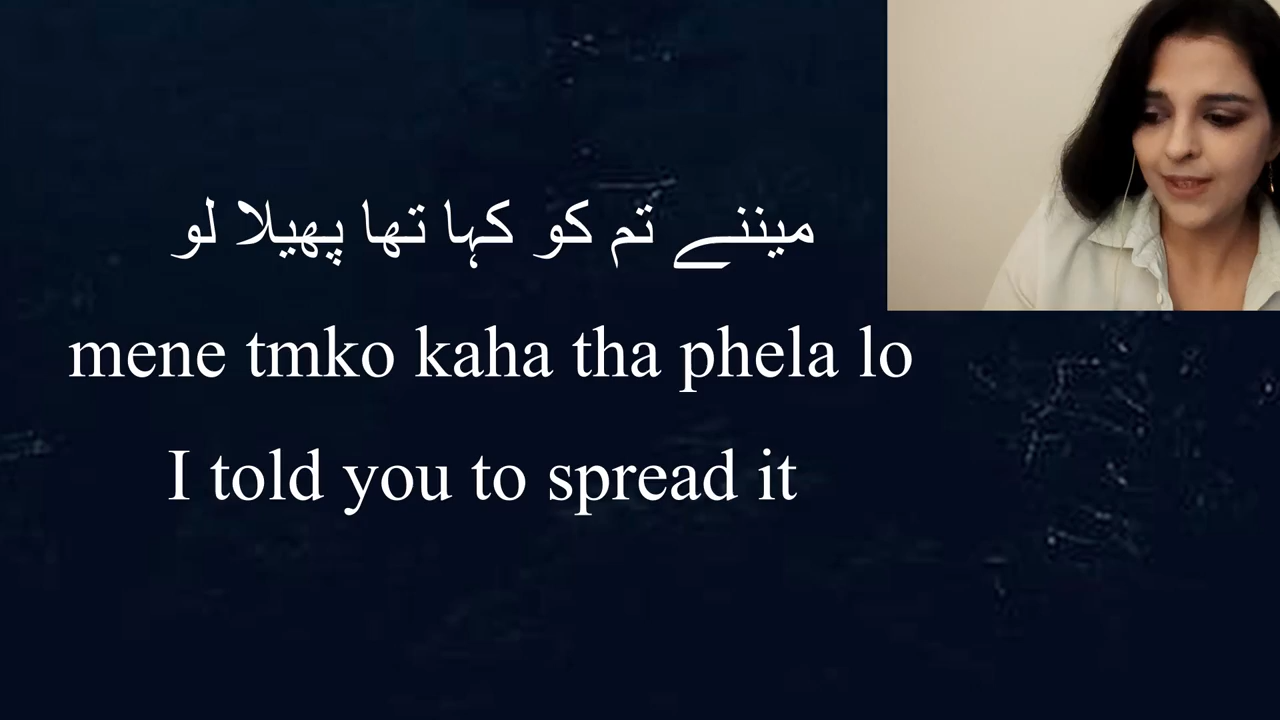 میننے تم کو کہا تھا پھیلا لو
mene tmko kaha tha phela lo
I told you to spread it